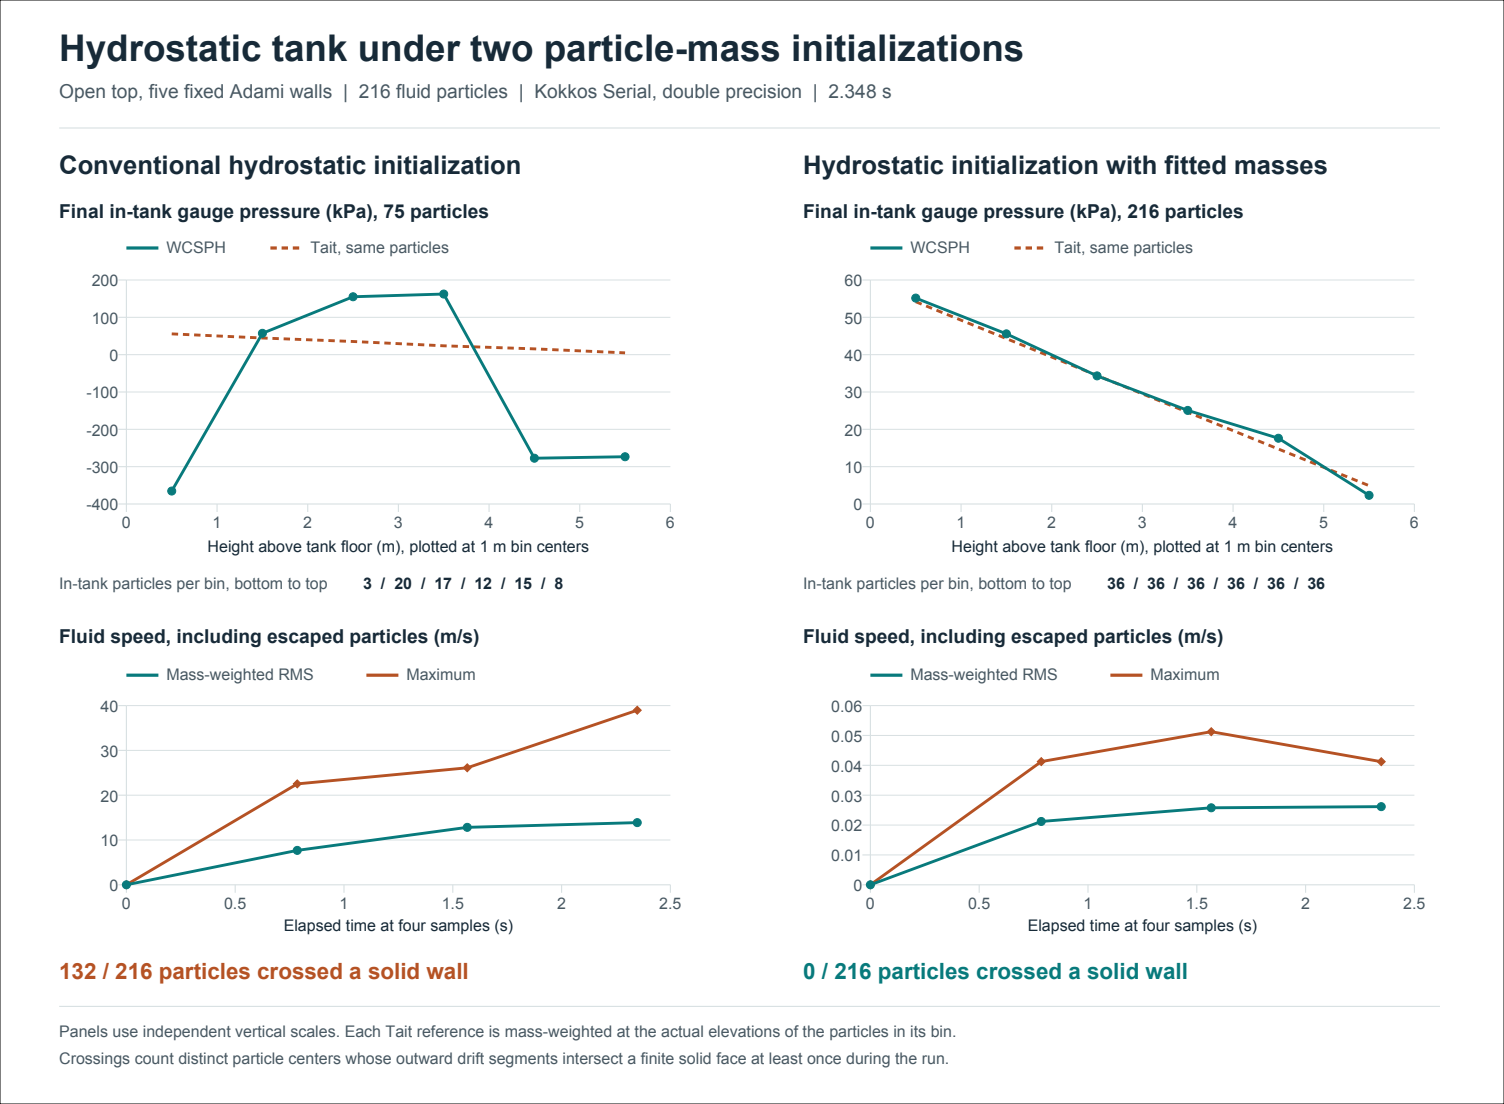 Hydrostatic tank under two particle-mass initializations
Open top, five fixed Adami walls | 216 fluid particles | Kokkos Serial, double precision | 2.348 s
Conventional hydrostatic initialization
Final in-tank gauge pressure (kPa), 75 particles
WCSPH
Tait, same particles
200
100
0
-100
-200
-300
-400
0 1 2 3 4 5 6
Height above tank floor (m), plotted at 1 m bin centers
In-tank particles per bin, bottom to top 3 / 20 / 17 / 12 / 15 / 8
Fluid speed, including escaped particles (m/s)
Mass-weighted RMS
Maximum
40
30
20
10
0
0 0.5 1 1.5 2 2.5
Elapsed time at four samples (s)
132 / 216 particles crossed a solid wall
Hydrostatic initialization with fitted masses
Final in-tank gauge pressure (kPa), 216 particles
WCSPH
Tait, same particles
60
50
40
30
20
10
0
0 1 2 3 4 5 6
Height above tank floor (m), plotted at 1 m bin centers
In-tank particles per bin, bottom to top 36 / 36 / 36 / 36 / 36 / 36
Fluid speed, including escaped particles (m/s)
Mass-weighted RMS
Maximum
0.06
0.05
0.04
0.03
0.02
0.01
0
0 0.5 1 1.5 2 2.5
Elapsed time at four samples (s)
0 / 216 particles crossed a solid wall
Panels use independent vertical scales. Each Tait reference is mass-weighted at the actual elevations of the particles in its bin.
Crossings count distinct particle centers whose outward drift segments intersect a finite solid face at least once during the run.